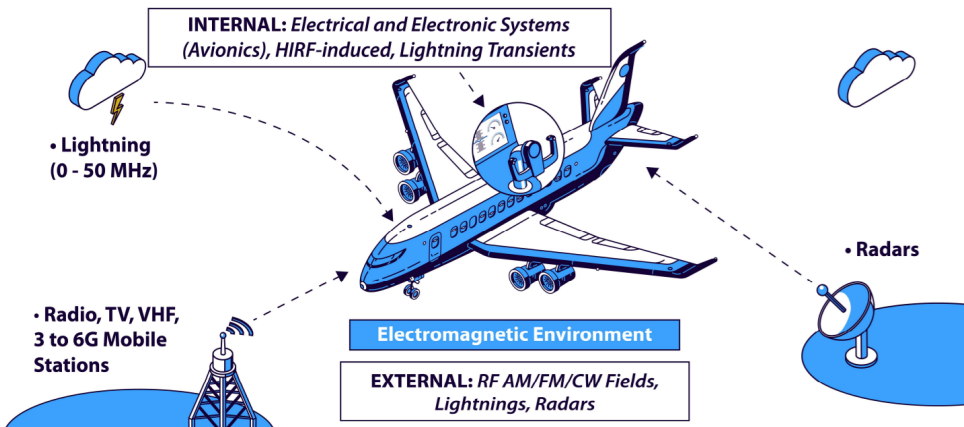 INTERNAL: Electrical and Electronic Systems
(Avionics), HIRF-induced, Lightning Transients
• Lightning
(0 - 50 MHz)
• Radars
• Radio, TV, VHF,
3 to 6G Mobile
Stations
Electromagnetic Environment
EXTERNAL: RF AM/FM/CW Fields,
Lightnings, Radars